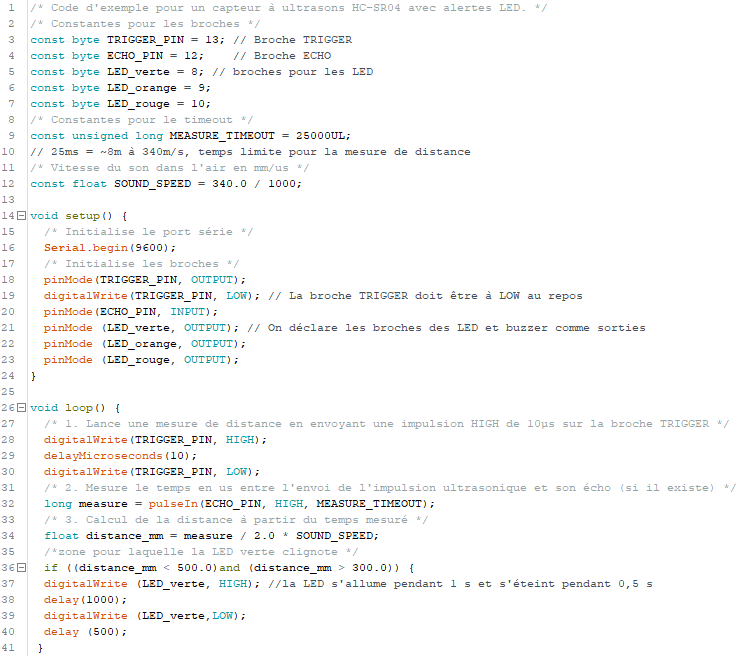 1 /* Code d'exemple pour un capteur à ultrasons HC-SR04 avec alertes LED. */
2 /* Constantes pour les broches */
3 const byte TRIGGER_PIN = 13; // Broche TRIGGER
4 const byte ECHO_PIN = 12;    // Broche ECHO
5 const byte LED_verte = 8; // broches pour les LED
6 const byte LED_orange = 9;
7 const byte LED_rouge = 10;
8 /* Constantes pour le timeout */
9 const unsigned long MEASURE_TIMEOUT = 25000UL;
10 // 25ms = ~8m à 340m/s, temps limite pour la mesure de distance
11 /* Vitesse du son dans l'air en mm/us */
12 const float SOUND_SPEED = 340.0 / 1000;
13
14 void setup() {
15   /* Initialise le port série */
16   Serial.begin(9600);
17   /* Initialise les broches */
18   pinMode(TRIGGER_PIN, OUTPUT);
19   digitalWrite(TRIGGER_PIN, LOW); // La broche TRIGGER doit être à LOW au repos
20   pinMode(ECHO_PIN, INPUT);
21   pinMode (LED_verte, OUTPUT); // On déclare les broches des LED et buzzer comme sorties
22   pinMode (LED_orange, OUTPUT);
23   pinMode (LED_rouge, OUTPUT);
24 }
25
26 void loop() {
27   /* 1. Lance une mesure de distance en envoyant une impulsion HIGH de 10µs sur la broche TRIGGER */
28   digitalWrite(TRIGGER_PIN, HIGH);
29   delayMicroseconds(10);
30   digitalWrite(TRIGGER_PIN, LOW);
31   /* 2. Mesure le temps en us entre l'envoi de l'impulsion ultrasonique et son écho (si il existe) */
32   long measure = pulseIn(ECHO_PIN, HIGH, MEASURE_TIMEOUT);
33   /* 3. Calcul de la distance à partir du temps mesuré */
34   float distance_mm = measure / 2.0 * SOUND_SPEED;
35   /*zone pour laquelle la LED verte clignote */
36   if ((distance_mm < 500.0)and (distance_mm > 300.0)) {
37   digitalWrite (LED_verte, HIGH); //la LED s'allume pendant 1 s et s'éteint pendant 0,5 s
38   delay(1000);
39   digitalWrite (LED_verte,LOW);
40   delay (500);
41  }